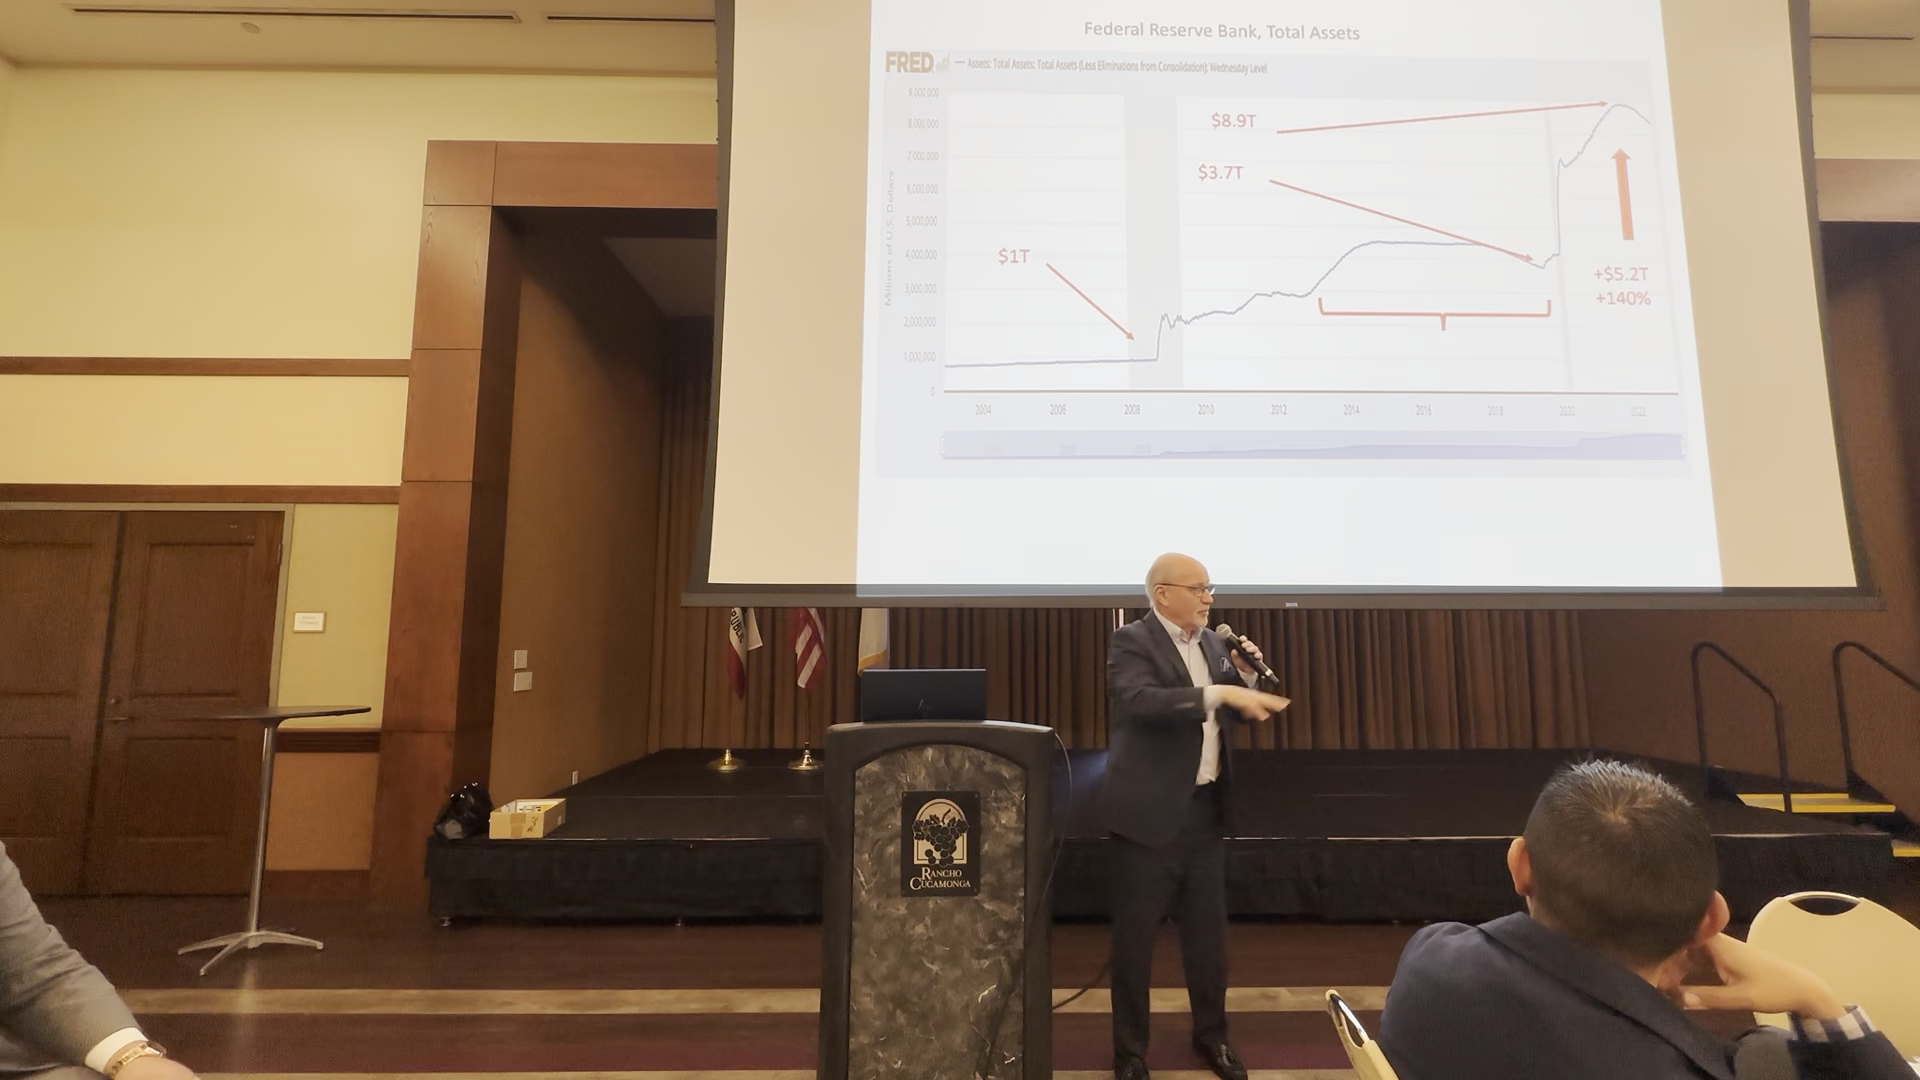 Federal Reserve Bank, Total Assets
FRED
Assets: Total Assets: Total Assets (Less Eliminations from Consolidation): Wednesday Level
Millions of U.S. Dollars
9,000,000
8,000,000
7,000,000
6,000,000
5,000,000
4,000,000
3,000,000
2,000,000
1,000,000
0
$8.9T
$3.7T
$1T
+$5.2T
+140%
2004 2006 2008 2010 2012 2014 2016 2018 2020 2022
hp
RANCHO
CUCAMONGA